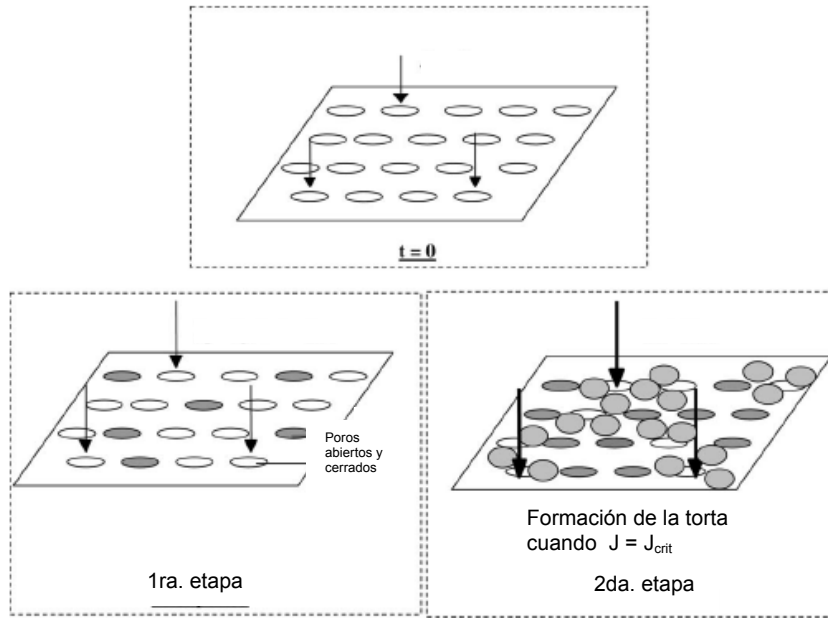 t = 0
Poros
abiertos y
cerrados
1ra. etapa
Formación de la torta
cuando J = Jcrit
2da. etapa